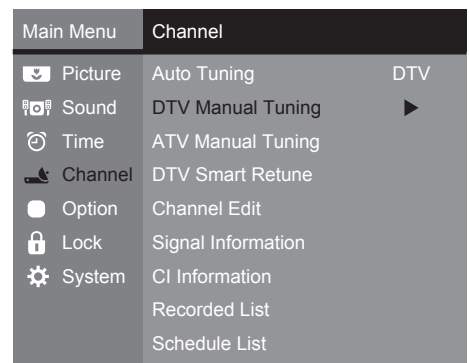 Main Menu
Channel
Picture
Sound
Time
Channel
Option
Lock
System
Auto Tuning DTV
DTV Manual Tuning
ATV Manual Tuning
DTV Smart Retune
Channel Edit
Signal Information
CI Information
Recorded List
Schedule List